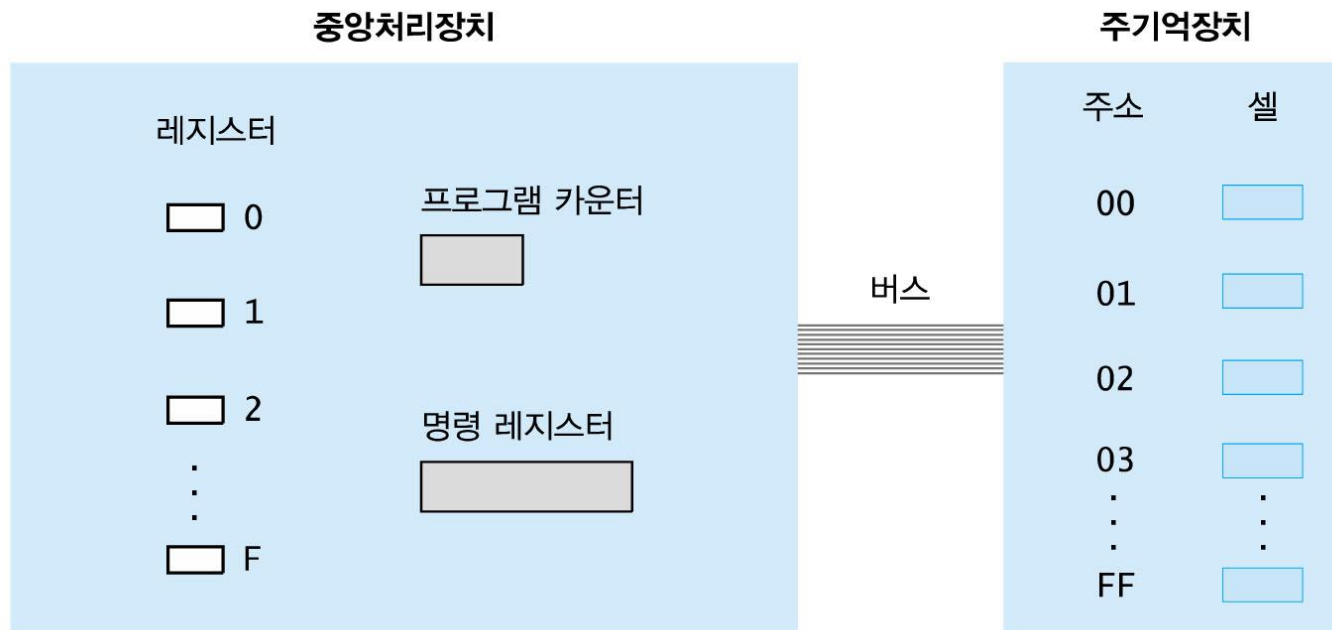 중앙처리장치
주기억장치
레지스터
0
1
2
F
프로그램 카운터
명령 레지스터
버스
주소 셀
00
01
02
03
FF